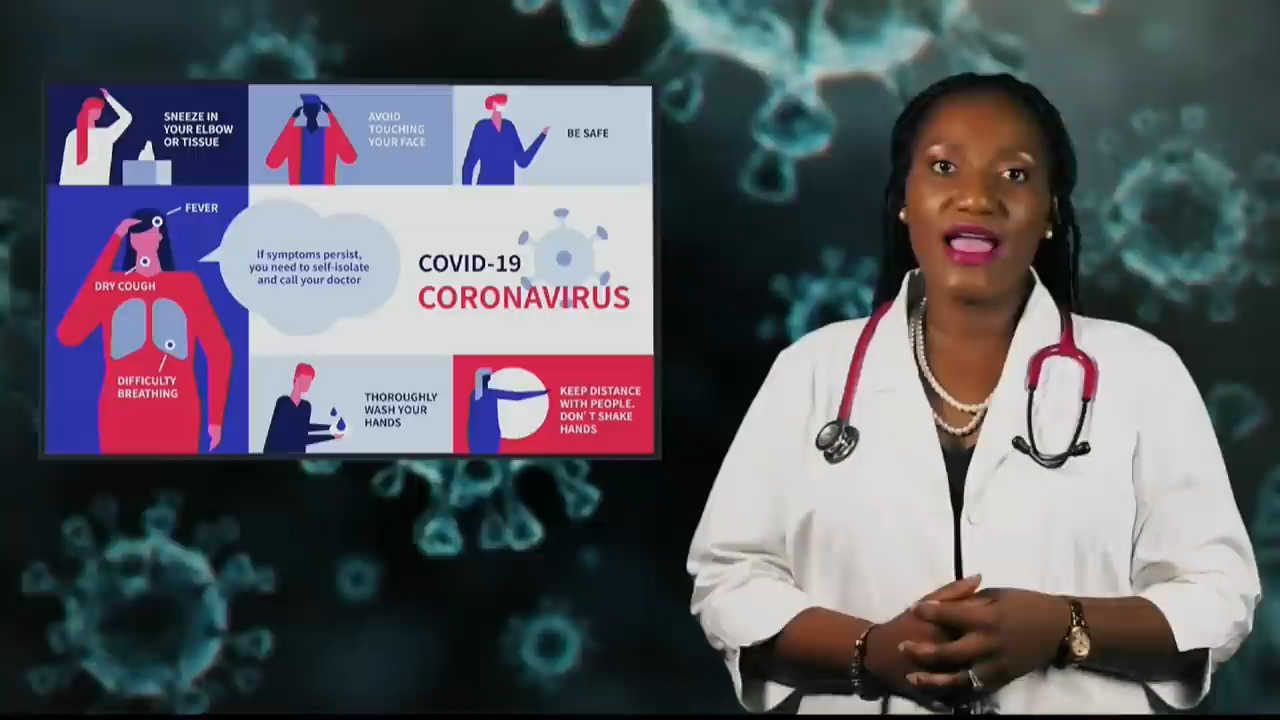 SNEEZE IN
YOUR ELBOW
OR TISSUE
AVOID
TOUCHING
YOUR FACE
BE SAFE
FEVER
DRY COUGH
DIFFICULTY
BREATHING
If symptoms persist,
you need to self-isolate
and call your doctor
COVID-19
CORONAVIRUS
THOROUGHLY
WASH YOUR
HANDS
KEEP DISTANCE
WITH PEOPLE.
DON'T SHAKE
HANDS